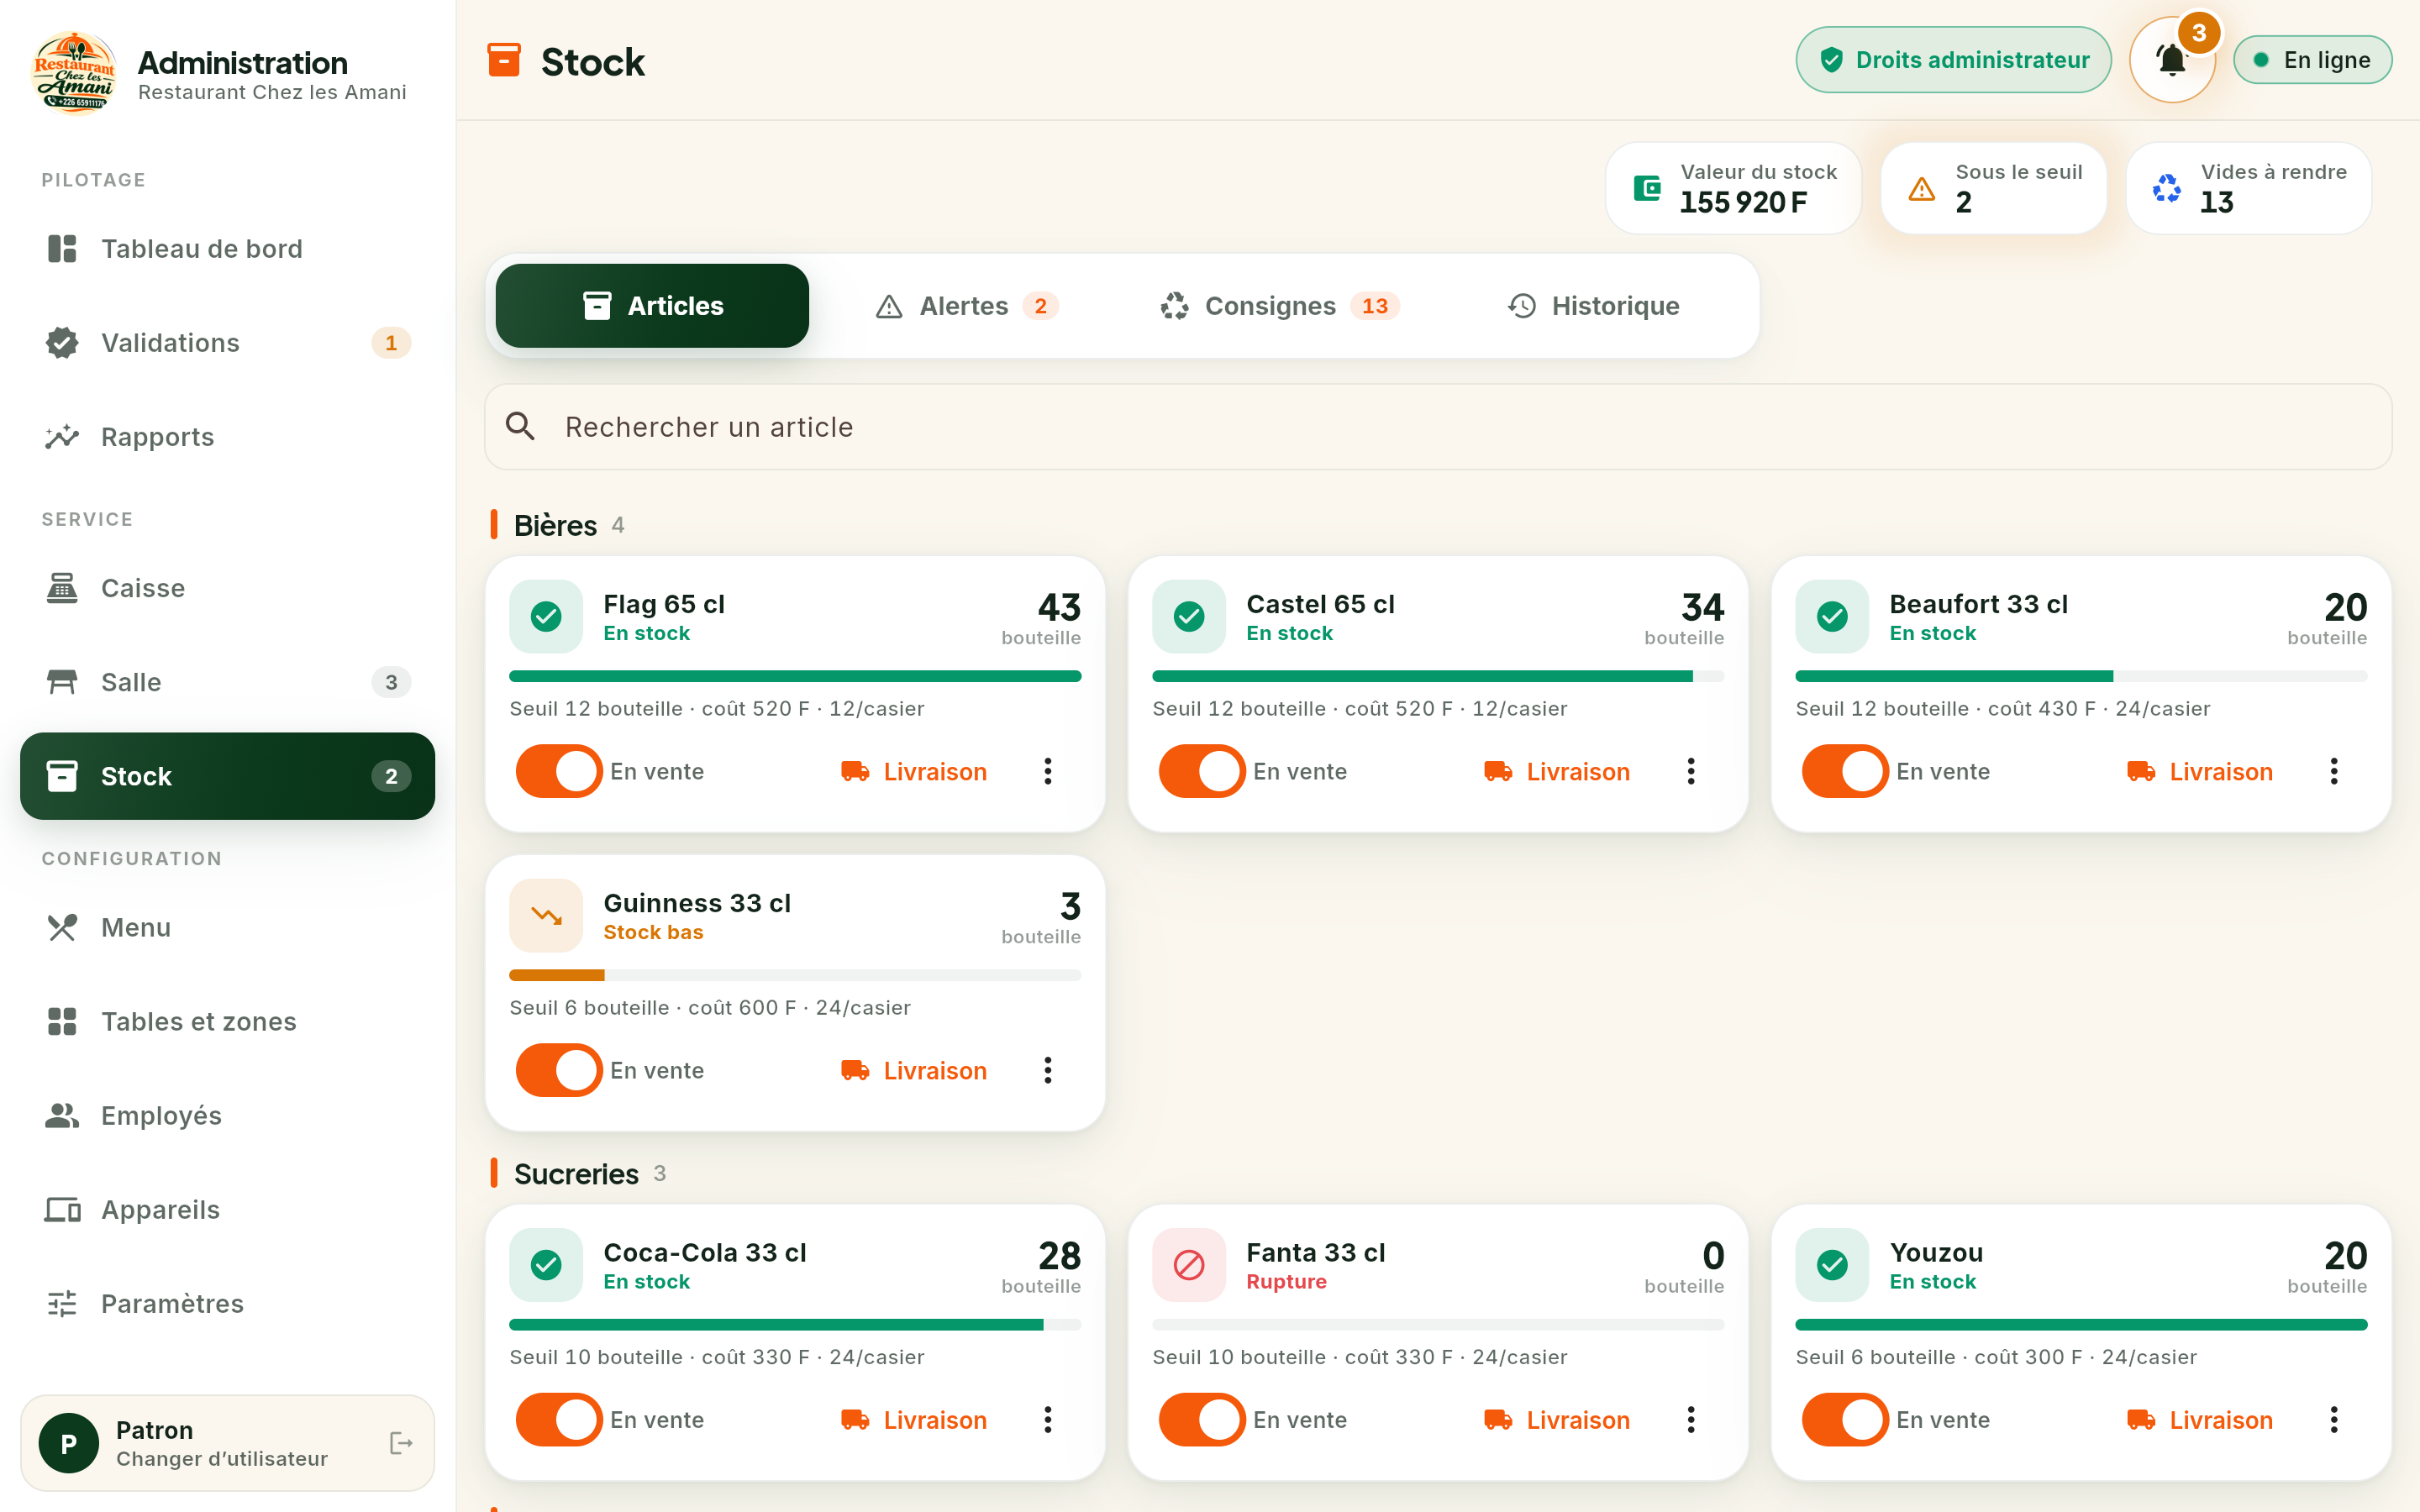 Restaurant
Chez les
Amani
+226 65911176
Administration
Restaurant Chez les Amani
PILOTAGE
Tableau de bord
Validations 1
Rapports
SERVICE
Caisse
Salle 3
Stock 2
CONFIGURATION
Menu
Tables et zones
Employés
Appareils
Paramètres
P
Patron
Changer d’utilisateur
Stock
Droits administrateur
3
En ligne
Valeur du stock
155 920 F
Sous le seuil
2
Vides à rendre
13
Articles
Alertes 2
Consignes 13
Historique
Rechercher un article
Bières 4
Flag 65 cl
En stock
43
bouteille
Seuil 12 bouteille · coût 520 F · 12/casier
En vente
Livraison
Castel 65 cl
En stock
34
bouteille
Seuil 12 bouteille · coût 520 F · 12/casier
En vente
Livraison
Beaufort 33 cl
En stock
20
bouteille
Seuil 12 bouteille · coût 430 F · 24/casier
En vente
Livraison
Guinness 33 cl
Stock bas
3
bouteille
Seuil 6 bouteille · coût 600 F · 24/casier
En vente
Livraison
Sucreries 3
Coca-Cola 33 cl
En stock
28
bouteille
Seuil 10 bouteille · coût 330 F · 24/casier
En vente
Livraison
Fanta 33 cl
Rupture
0
bouteille
Seuil 10 bouteille · coût 330 F · 24/casier
En vente
Livraison
Youzou
En stock
20
bouteille
Seuil 6 bouteille · coût 300 F · 24/casier
En vente
Livraison